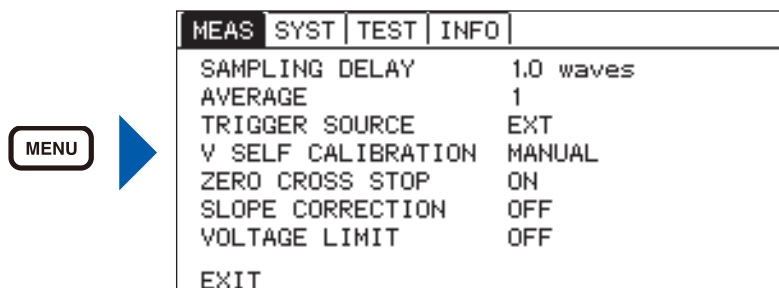 MENU
MEAS SYST TEST INFO
SAMPLING DELAY 1.0 waves
AVERAGE 1
TRIGGER SOURCE EXT
V SELF CALIBRATION MANUAL
ZERO CROSS STOP ON
SLOPE CORRECTION OFF
VOLTAGE LIMIT OFF
EXIT